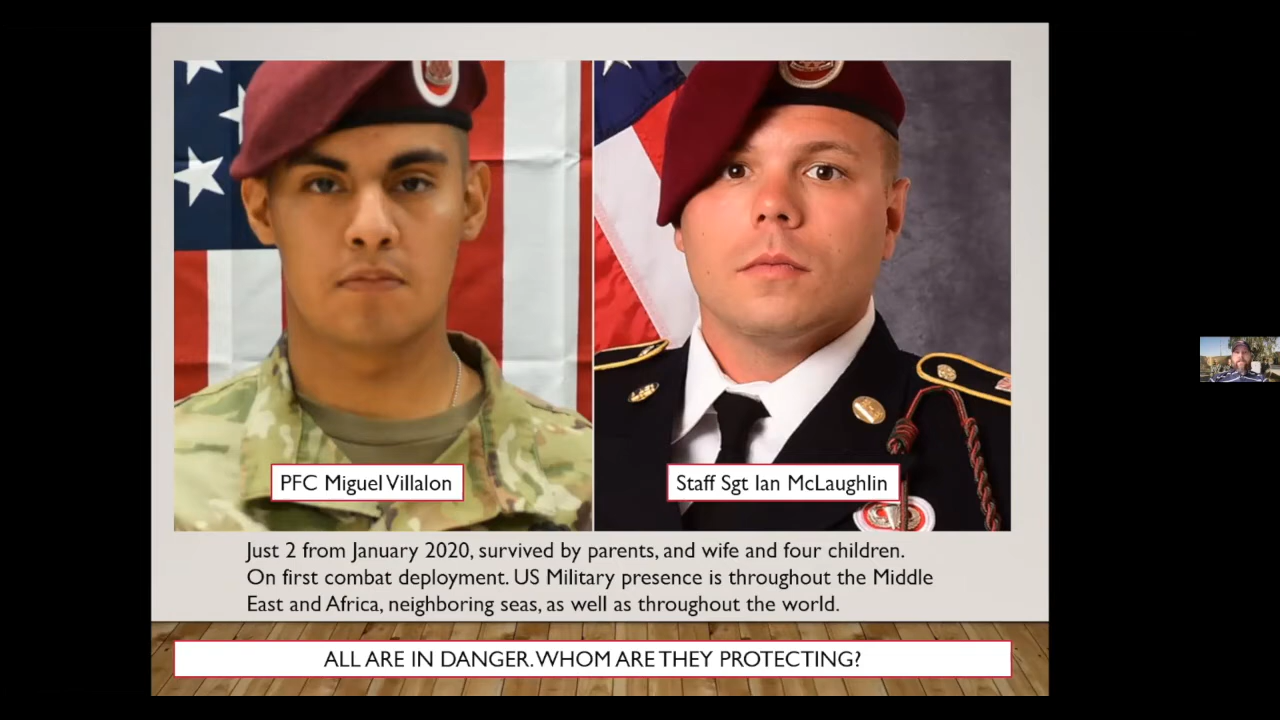 PFC Miguel Villalon
Staff Sgt Ian McLaughlin
Just 2 from January 2020, survived by parents, and wife and four children.
On first combat deployment. US Military presence is throughout the Middle
East and Africa, neighboring seas, as well as throughout the world.
ALL ARE IN DANGER. WHOM ARE THEY PROTECTING?